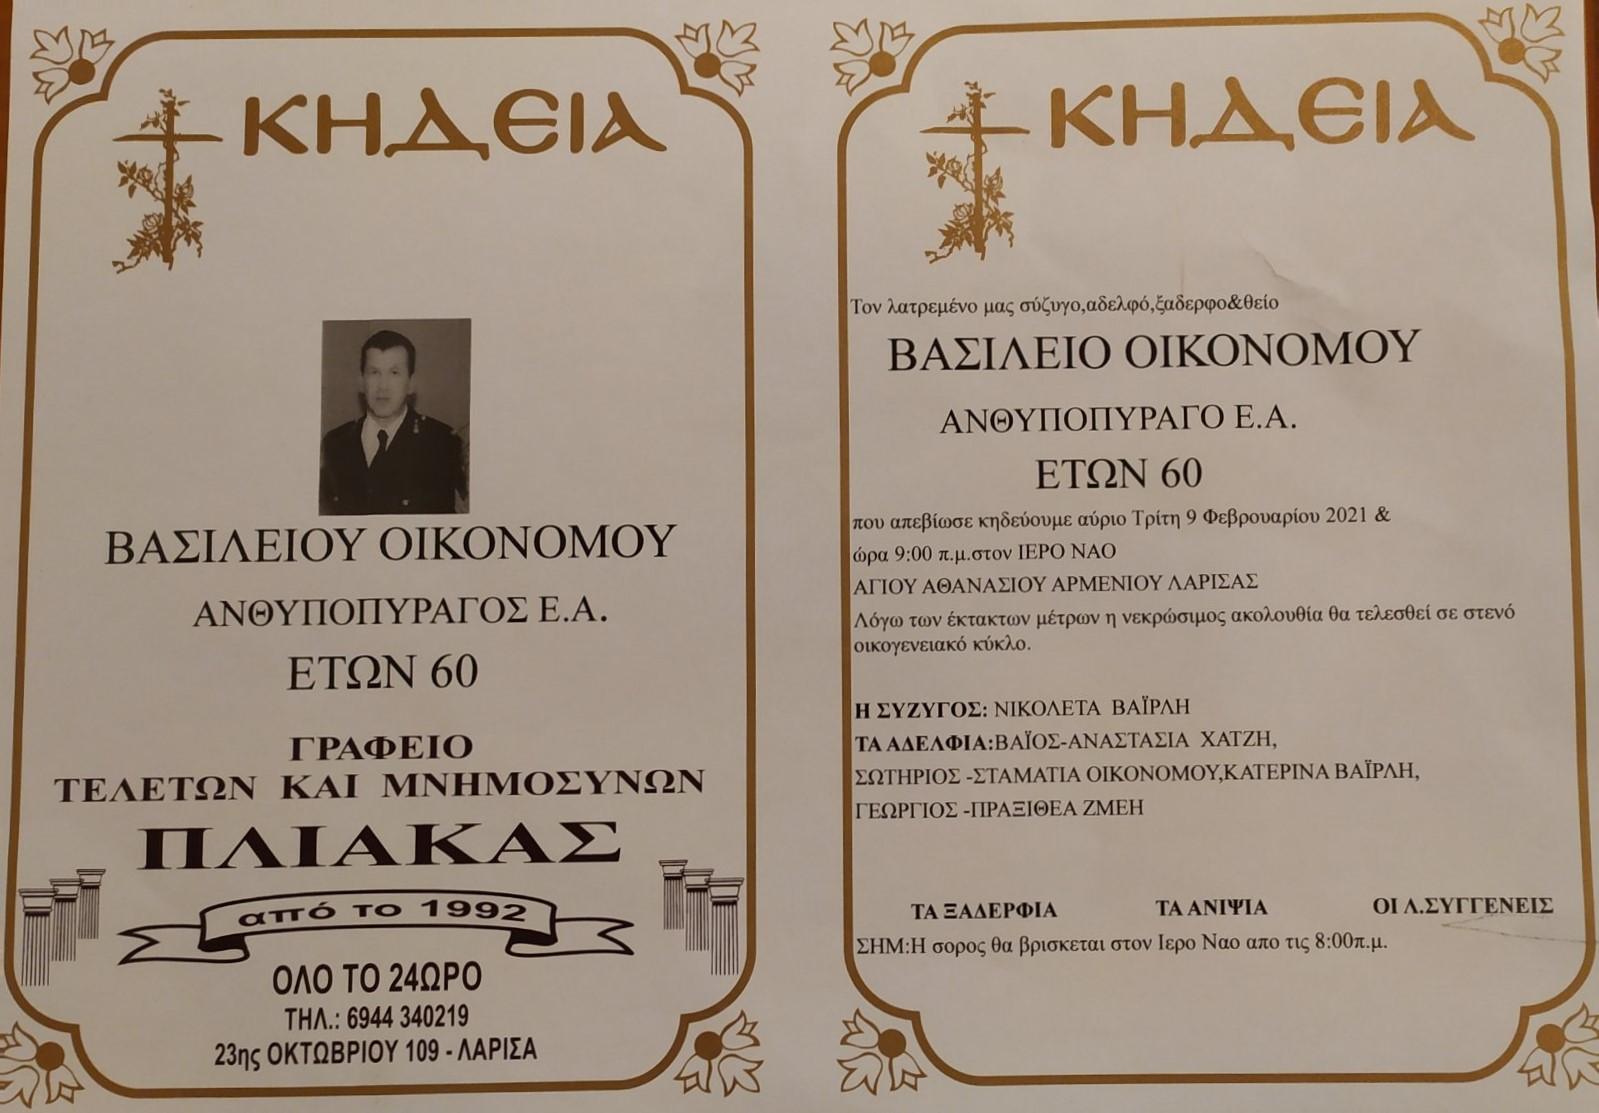 ΚΗΔΕΙΑ
ΒΑΣΙΛΕΙΟΥ ΟΙΚΟΝΟΜΟΥ
ΑΝΘΥΠΟΠΥΡΑΓΟΣ Ε.Α.
ΕΤΩΝ 60
ΓΡΑΦΕΙΟ
ΤΕΛΕΤΩΝ ΚΑΙ ΜΝΗΜΟΣΥΝΩΝ
ΠΛΙΑΚΑΣ
από το 1992
ΟΛΟ ΤΟ 24ΩΡΟ
ΤΗΛ.: 6944 340219
23ης ΟΚΤΩΒΡΙΟΥ 109 - ΛΑΡΙΣΑ
ΚΗΔΕΙΑ
Τον λατρεμένο μας σύζυγο,αδελφό,ξαδερφο&θείο
ΒΑΣΙΛΕΙΟ ΟΙΚΟΝΟΜΟΥ
ΑΝΘΥΠΟΠΥΡΑΓΟ Ε.Α.
ΕΤΩΝ 60
που απεβίωσε κηδεύουμε αύριο Τρίτη 9 Φεβρουαρίου 2021 &
ώρα 9:00 π.μ.στον ΙΕΡΟ ΝΑΟ
ΑΓΙΟΥ ΑΘΑΝΑΣΙΟΥ ΑΡΜΕΝΙΟΥ ΛΑΡΙΣΑΣ
Λόγω των έκτακτων μέτρων η νεκρώσιμος ακολουθία θα τελεσθεί σε στενό
οικογενειακό κύκλο.
Η ΣΥΖΥΓΟΣ: ΝΙΚΟΛΕΤΑ ΒΑΪΡΛΗ
ΤΑ ΑΔΕΛΦΙΑ:ΒΑΪΟΣ-ΑΝΑΣΤΑΣΙΑ ΧΑΤΖΗ,
ΣΩΤΗΡΙΟΣ -ΣΤΑΜΑΤΙΑ ΟΙΚΟΝΟΜΟΥ,ΚΑΤΕΡΙΝΑ ΒΑΪΡΛΗ,
ΓΕΩΡΓΙΟΣ -ΠΡΑΞΙΘΕΑ ΖΜΕΗ
ΤΑ ΞΑΔΕΡΦΙΑ ΤΑ ΑΝΙΨΙΑ ΟΙ Λ.ΣΥΓΓΕΝΕΙΣ
ΣΗΜ:Η σορος θα βρισκεται στον Ιερο Ναο απο τις 8:00π.μ.